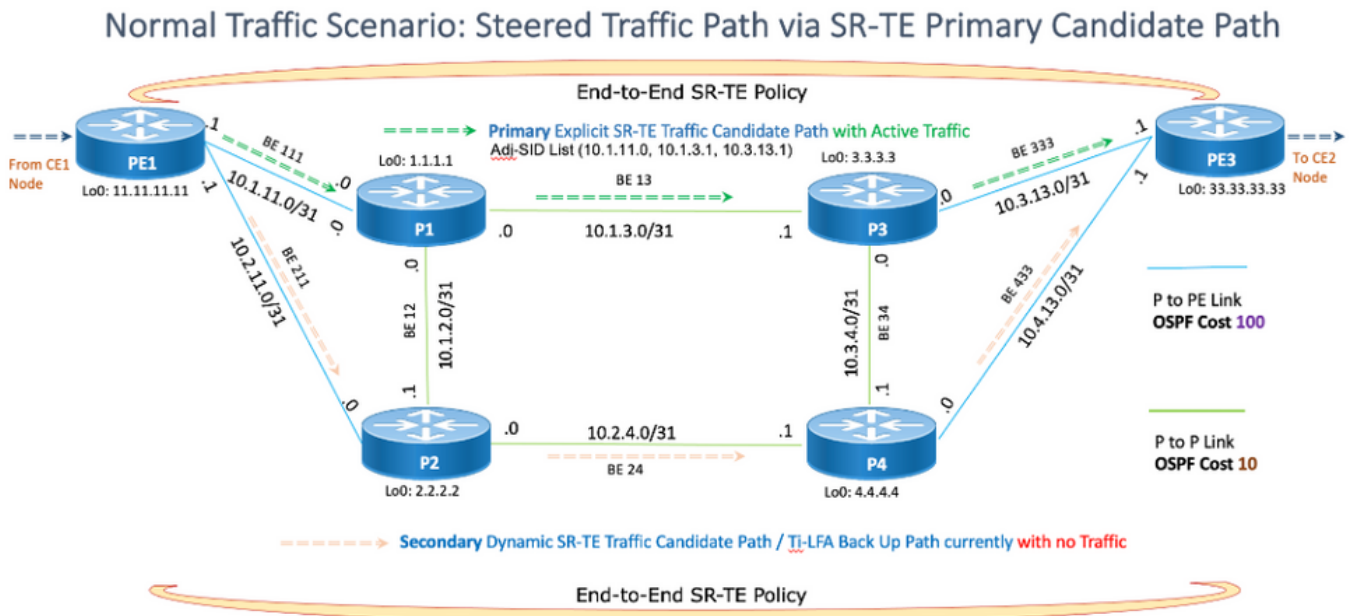 Normal Traffic Scenario: Steered Traffic Path via SR-TE Primary Candidate Path
End-to-End SR-TE Policy
Primary Explicit SR-TE Traffic Candidate Path with Active Traffic
Adj-SID List (10.1.11.0, 10.1.3.1, 10.3.13.1)
From CE1
Node
PE1
Lo0: 11.11.11.11
.1
.1
BE 111
10.1.11.0/31
.0
.0
BE 211
10.2.11.0/31
.0
Lo0: 1.1.1.1
P1
.0
BE 13
10.1.3.0/31
.1
Lo0: 3.3.3.3
P3
.0
BE 333
10.3.13.0/31
.1
.1
PE3
Lo0: 33.33.33.33
To CE2
Node
.0
BE 12
10.1.2.0/31
.1
.0
10.3.4.0/31
BE 34
.1
BE 433
10.4.13.0/31
.0
P2
Lo0: 2.2.2.2
.0
10.2.4.0/31
BE 24
.1
P4
Lo0: 4.4.4.4
P to PE Link
OSPF Cost 100
P to P Link
OSPF Cost 10
Secondary Dynamic SR-TE Traffic Candidate Path / Ti-LFA Back Up Path currently with no Traffic
End-to-End SR-TE Policy